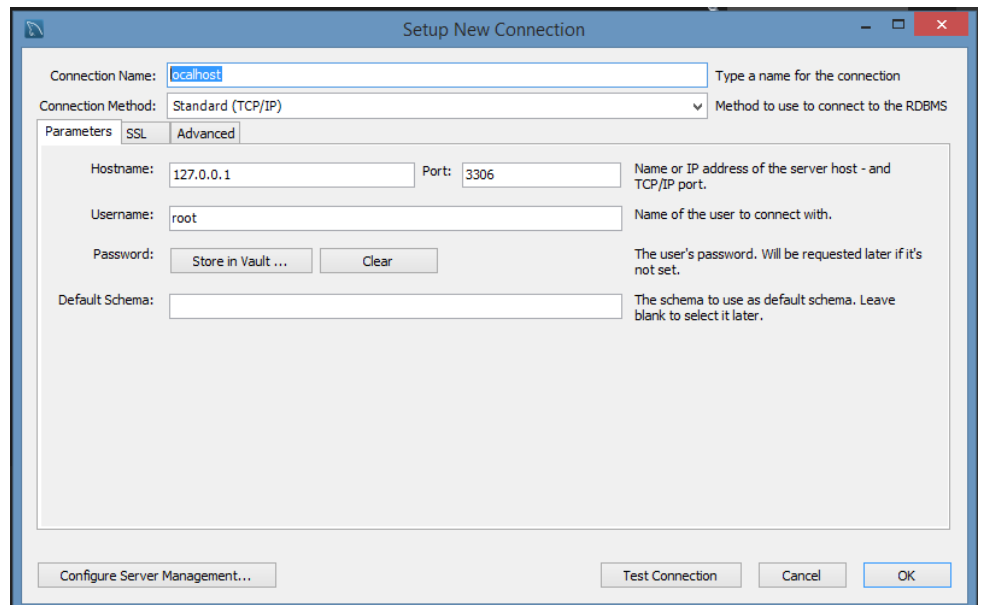 Setup New Connection
Connection Name: ocalhost Type a name for the connection
Connection Method: Standard (TCP/IP) Method to use to connect to the RDBMS
Parameters SSL Advanced
Hostname: 127.0.0.1 Port: 3306 Name or IP address of the server host - and
TCP/IP port.
Username: root Name of the user to connect with.
Password: Store in Vault ... Clear The user's password. Will be requested later if it's
not set.
Default Schema: The schema to use as default schema. Leave
blank to select it later.
Configure Server Management... Test Connection Cancel OK